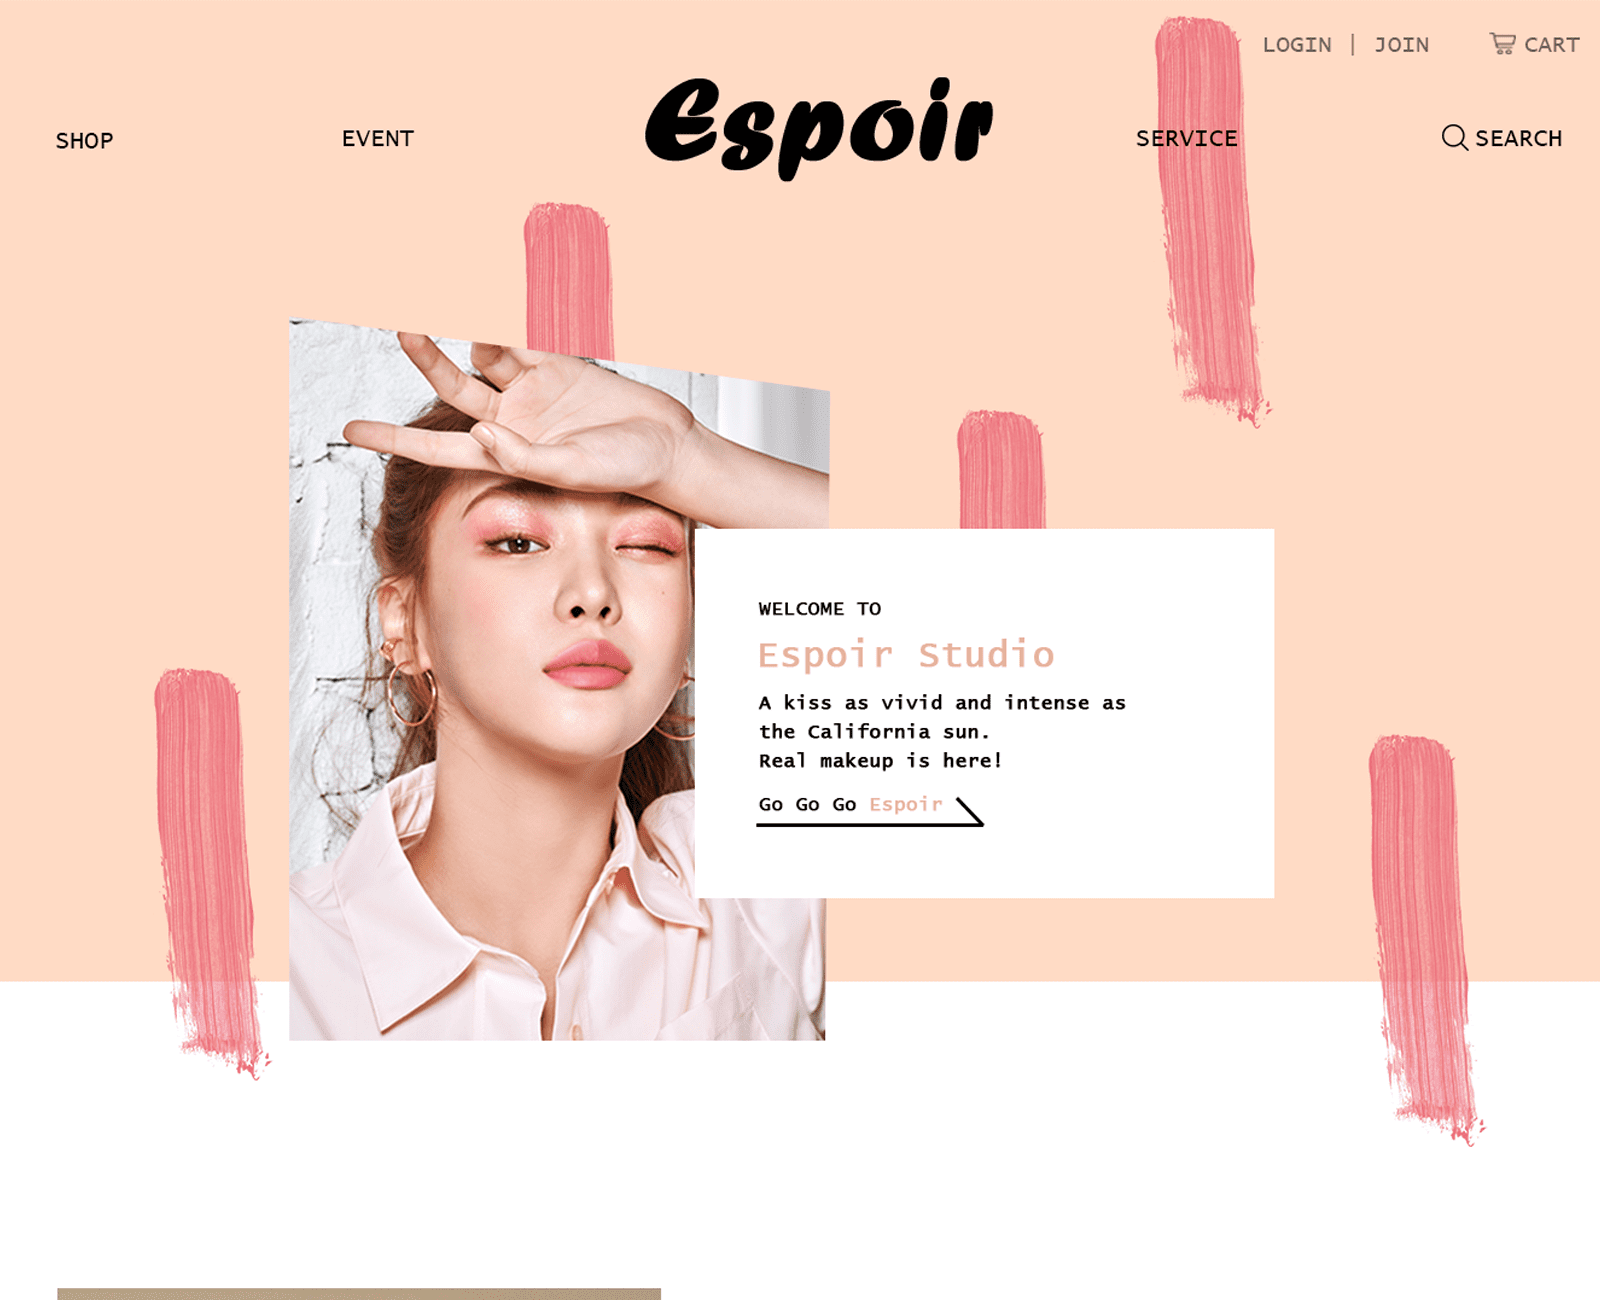 LOGIN | JOIN CART
Espoir
SHOP EVENT SERVICE SEARCH
WELCOME TO
Espoir Studio
A kiss as vivid and intense as
the California sun.
Real makeup is here!
Go Go Go Espoir